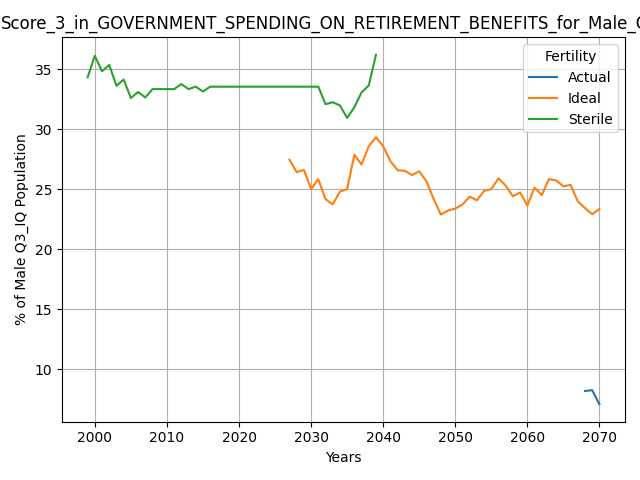 Score_3_in_GOVERNMENT_SPENDING_ON_RETIREMENT_BENEFITS_for_Male_
Fertility
Actual
Ideal
Sterile
% of Male Q3_IQ Population
35
30
25
20
15
10
2000 2010 2020 2030 2040 2050 2060 2070
Years